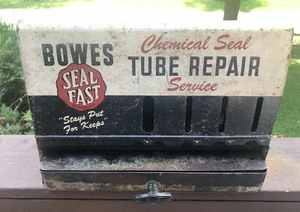 BOWES
SEAL
FAST
"Stays Put
For Keeps"
Chemical Seal
TUBE REPAIR
Service